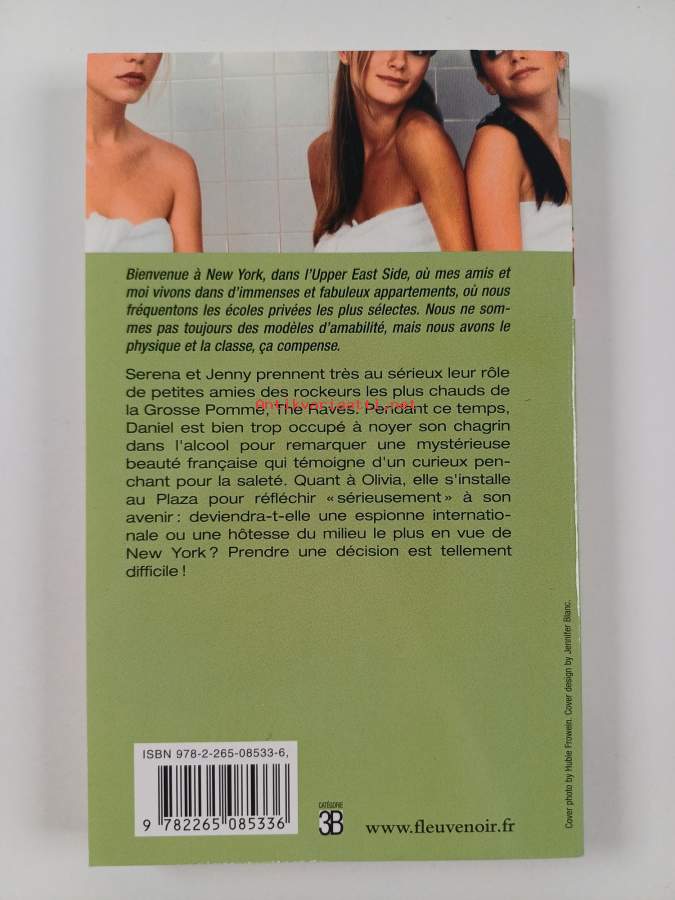 Bienvenue à New York, dans l'Upper East Side, où mes amis et
moi vivons dans d'immenses et fabuleux appartements, où nous
fréquentons les écoles privées les plus sélectes. Nous ne som-
mes pas toujours des modèles d'amabilité, mais nous avons le
physique et la classe, ça compense.
Serena et Jenny prennent très au sérieux leur rôle
de petites amies des rockeurs les plus chauds de
la Grosse Pomme, The Raves. Pendant ce temps,
Antikvariaatti.net
Daniel est bien trop occupé à noyer son chagrin
dans l'alcool pour remarquer une mystérieuse
beauté française qui témoigne d'un curieux pen-
chant pour la saleté. Quant à Olivia, elle s'installe
au Plaza pour réfléchir « sérieusement » à son
avenir : deviendra-t-elle une espionne internatio-
nale ou une hôtesse du milieu le plus en vue de
New York ? Prendre une décision est tellement
difficile !
Cover photo by Hubie Frowein. Cover design by Jennifer Blanc.
ISBN 978-2-265-08533-6,
9 782265 085336
CATÉGORIE
3B
www.fleuvenoir.fr